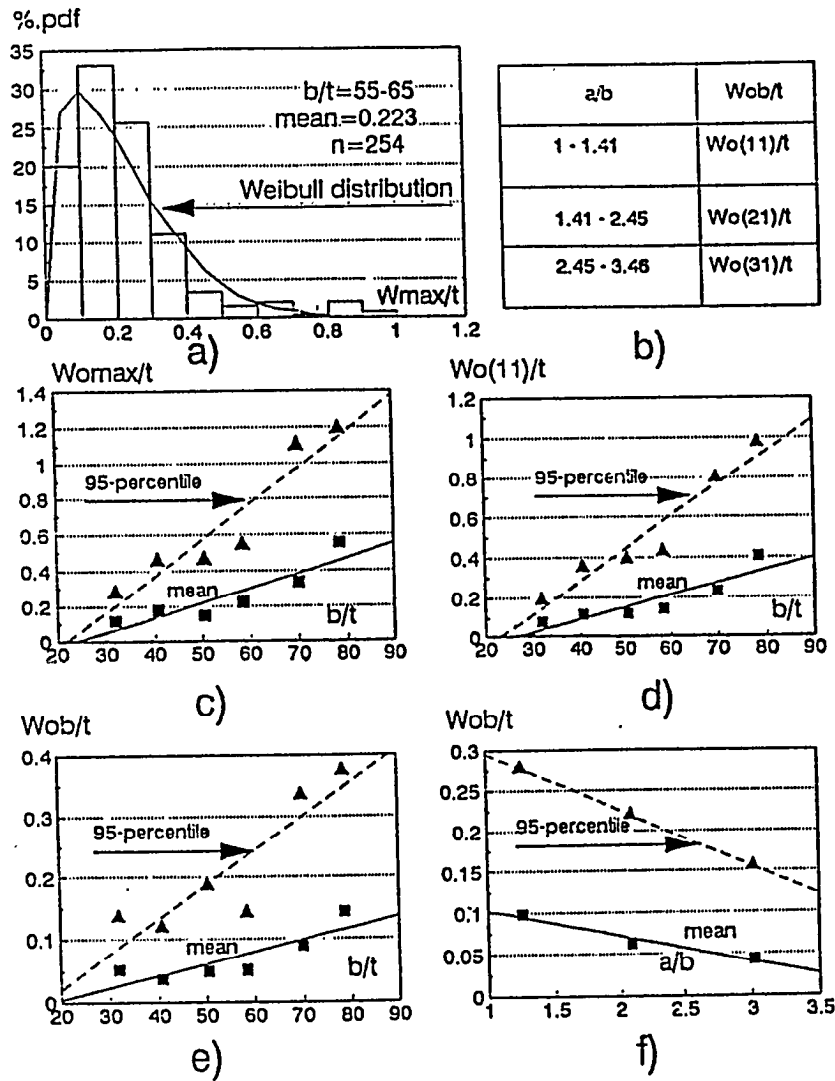 %.pdf
35
30
25
20
15
10
5
0
b/t=55-65
mean=0.223
n=254
Weibull distribution
Wmax/t
0 0.2 0.4 0.6 0.8 1 1.2
a)
a/b Wob/t
1 - 1.41 Wo(11)/t
1.41 - 2.45 Wo(21)/t
2.45 - 3.46 Wo(31)/t
b)
Womax/t
1.4
1.2
1
0.8
0.6
0.4
0.2
0
95-percentile
mean
b/t
20 30 40 50 60 70 80 90
c)
Wo(11)/t
1.2
1
0.8
0.6
0.4
0.2
0
95-percentile
mean
b/t
20 30 40 50 60 70 80 90
d)
Wob/t
0.4
0.3
0.2
0.1
0
95-percentile
mean
b/t
20 30 40 50 60 70 80 90
e)
Wob/t
0.3
0.25
0.2
0.15
0.1
0.05
0
95-percentile
mean
a/b
1 1.5 2 2.5 3 3.5
f)